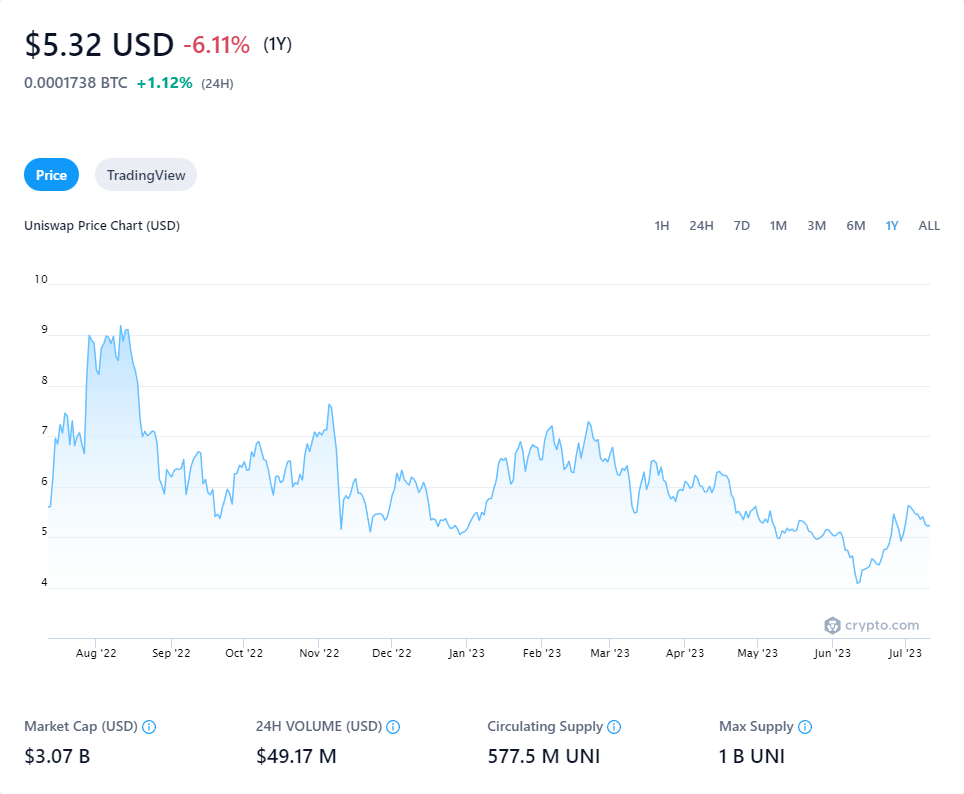 $5.32 USD -6.11% (1Y)
0.0001738 BTC +1.12% (24H)
Price TradingView
Uniswap Price Chart (USD) 1H 24H 7D 1M 3M 6M 1Y ALL
10
9
8
7
6
5
4
crypto.com
Aug '22 Sep '22 Oct '22 Nov '22 Dec '22 Jan '23 Feb '23 Mar '23 Apr '23 May '23 Jun '23 Jul '23
Market Cap (USD) 24H VOLUME (USD) Circulating Supply Max Supply
$3.07 B $49.17 M 577.5 M UNI 1 B UNI